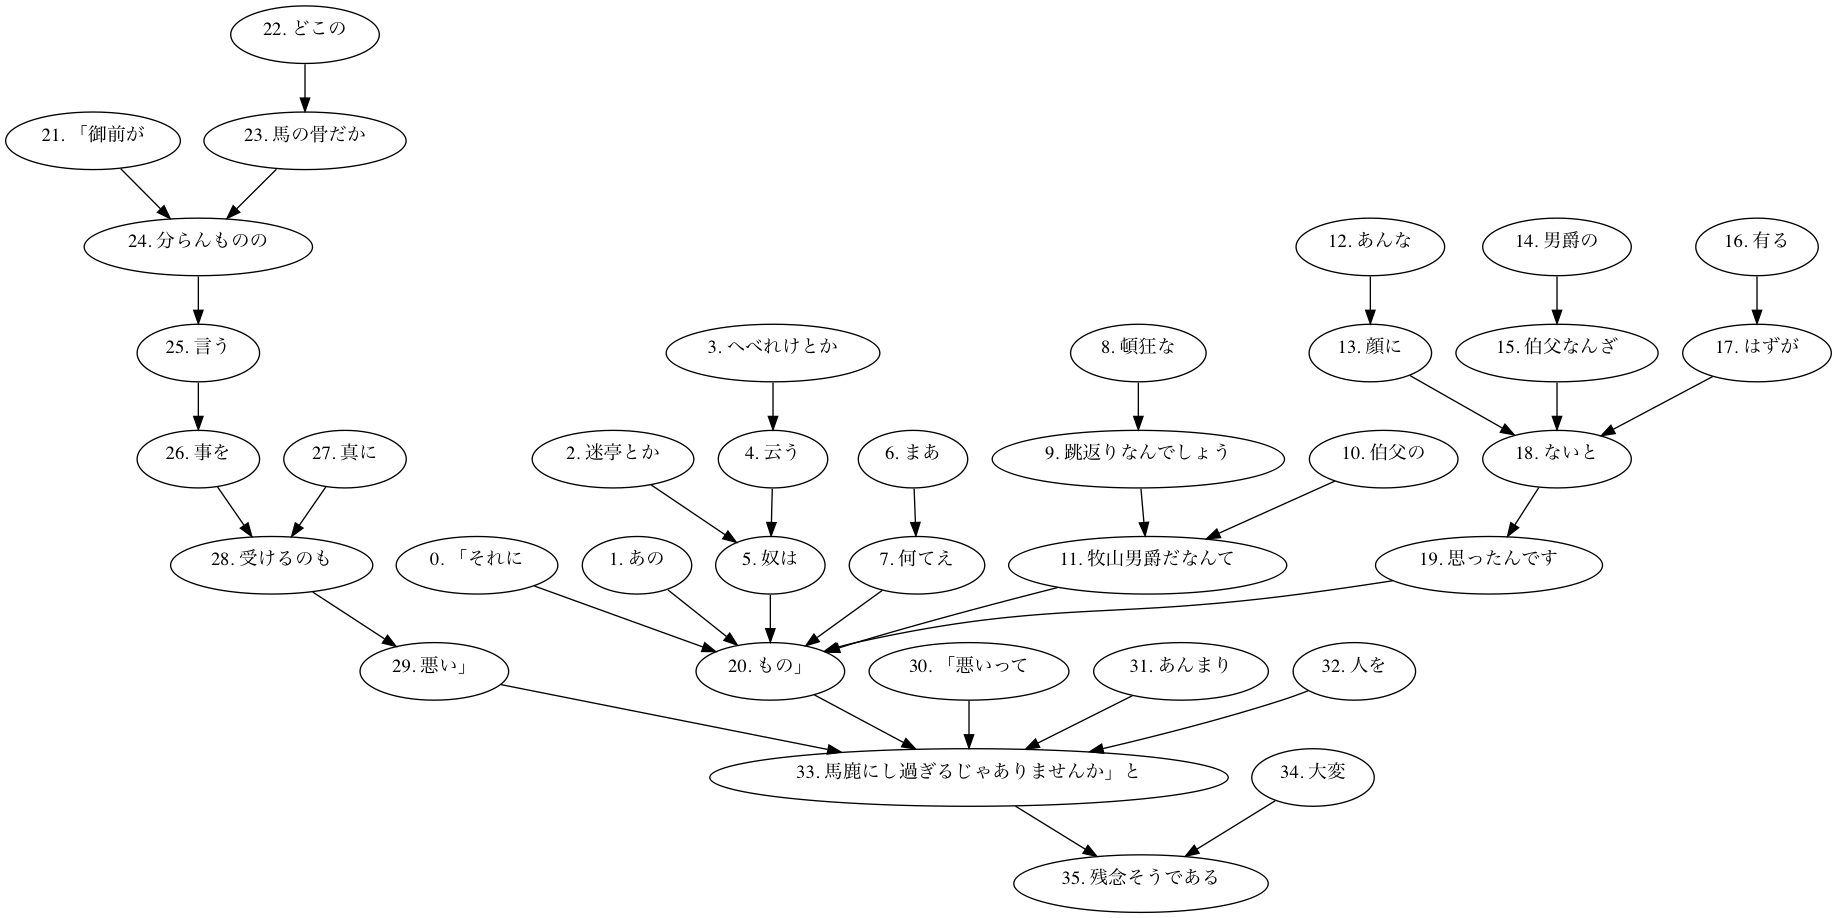 22. どこの
21. 「御前が
23. 馬の骨だか
24. 分らんものの
12. あんな
14. 男爵の
16. 有る
25. 言う
3. へべれけとか
8. 頓狂な
13. 顔に
15. 伯父なんざ
17. はずが
26. 事を
27. 真に
2. 迷亭とか
4. 云う
6. まあ
9. 跳返りなんでしょう
10. 伯父の
18. ないと
28. 受けるのも
0. 「それに
1. あの
5. 奴は
7. 何てえ
11. 牧山男爵だなんて
19. 思ったんです
29. 悪い」
20. もの」
30. 「悪いって
31. あんまり
32. 人を
33. 馬鹿にし過ぎるじゃありませんか」と
34. 大変
35. 残念そうである